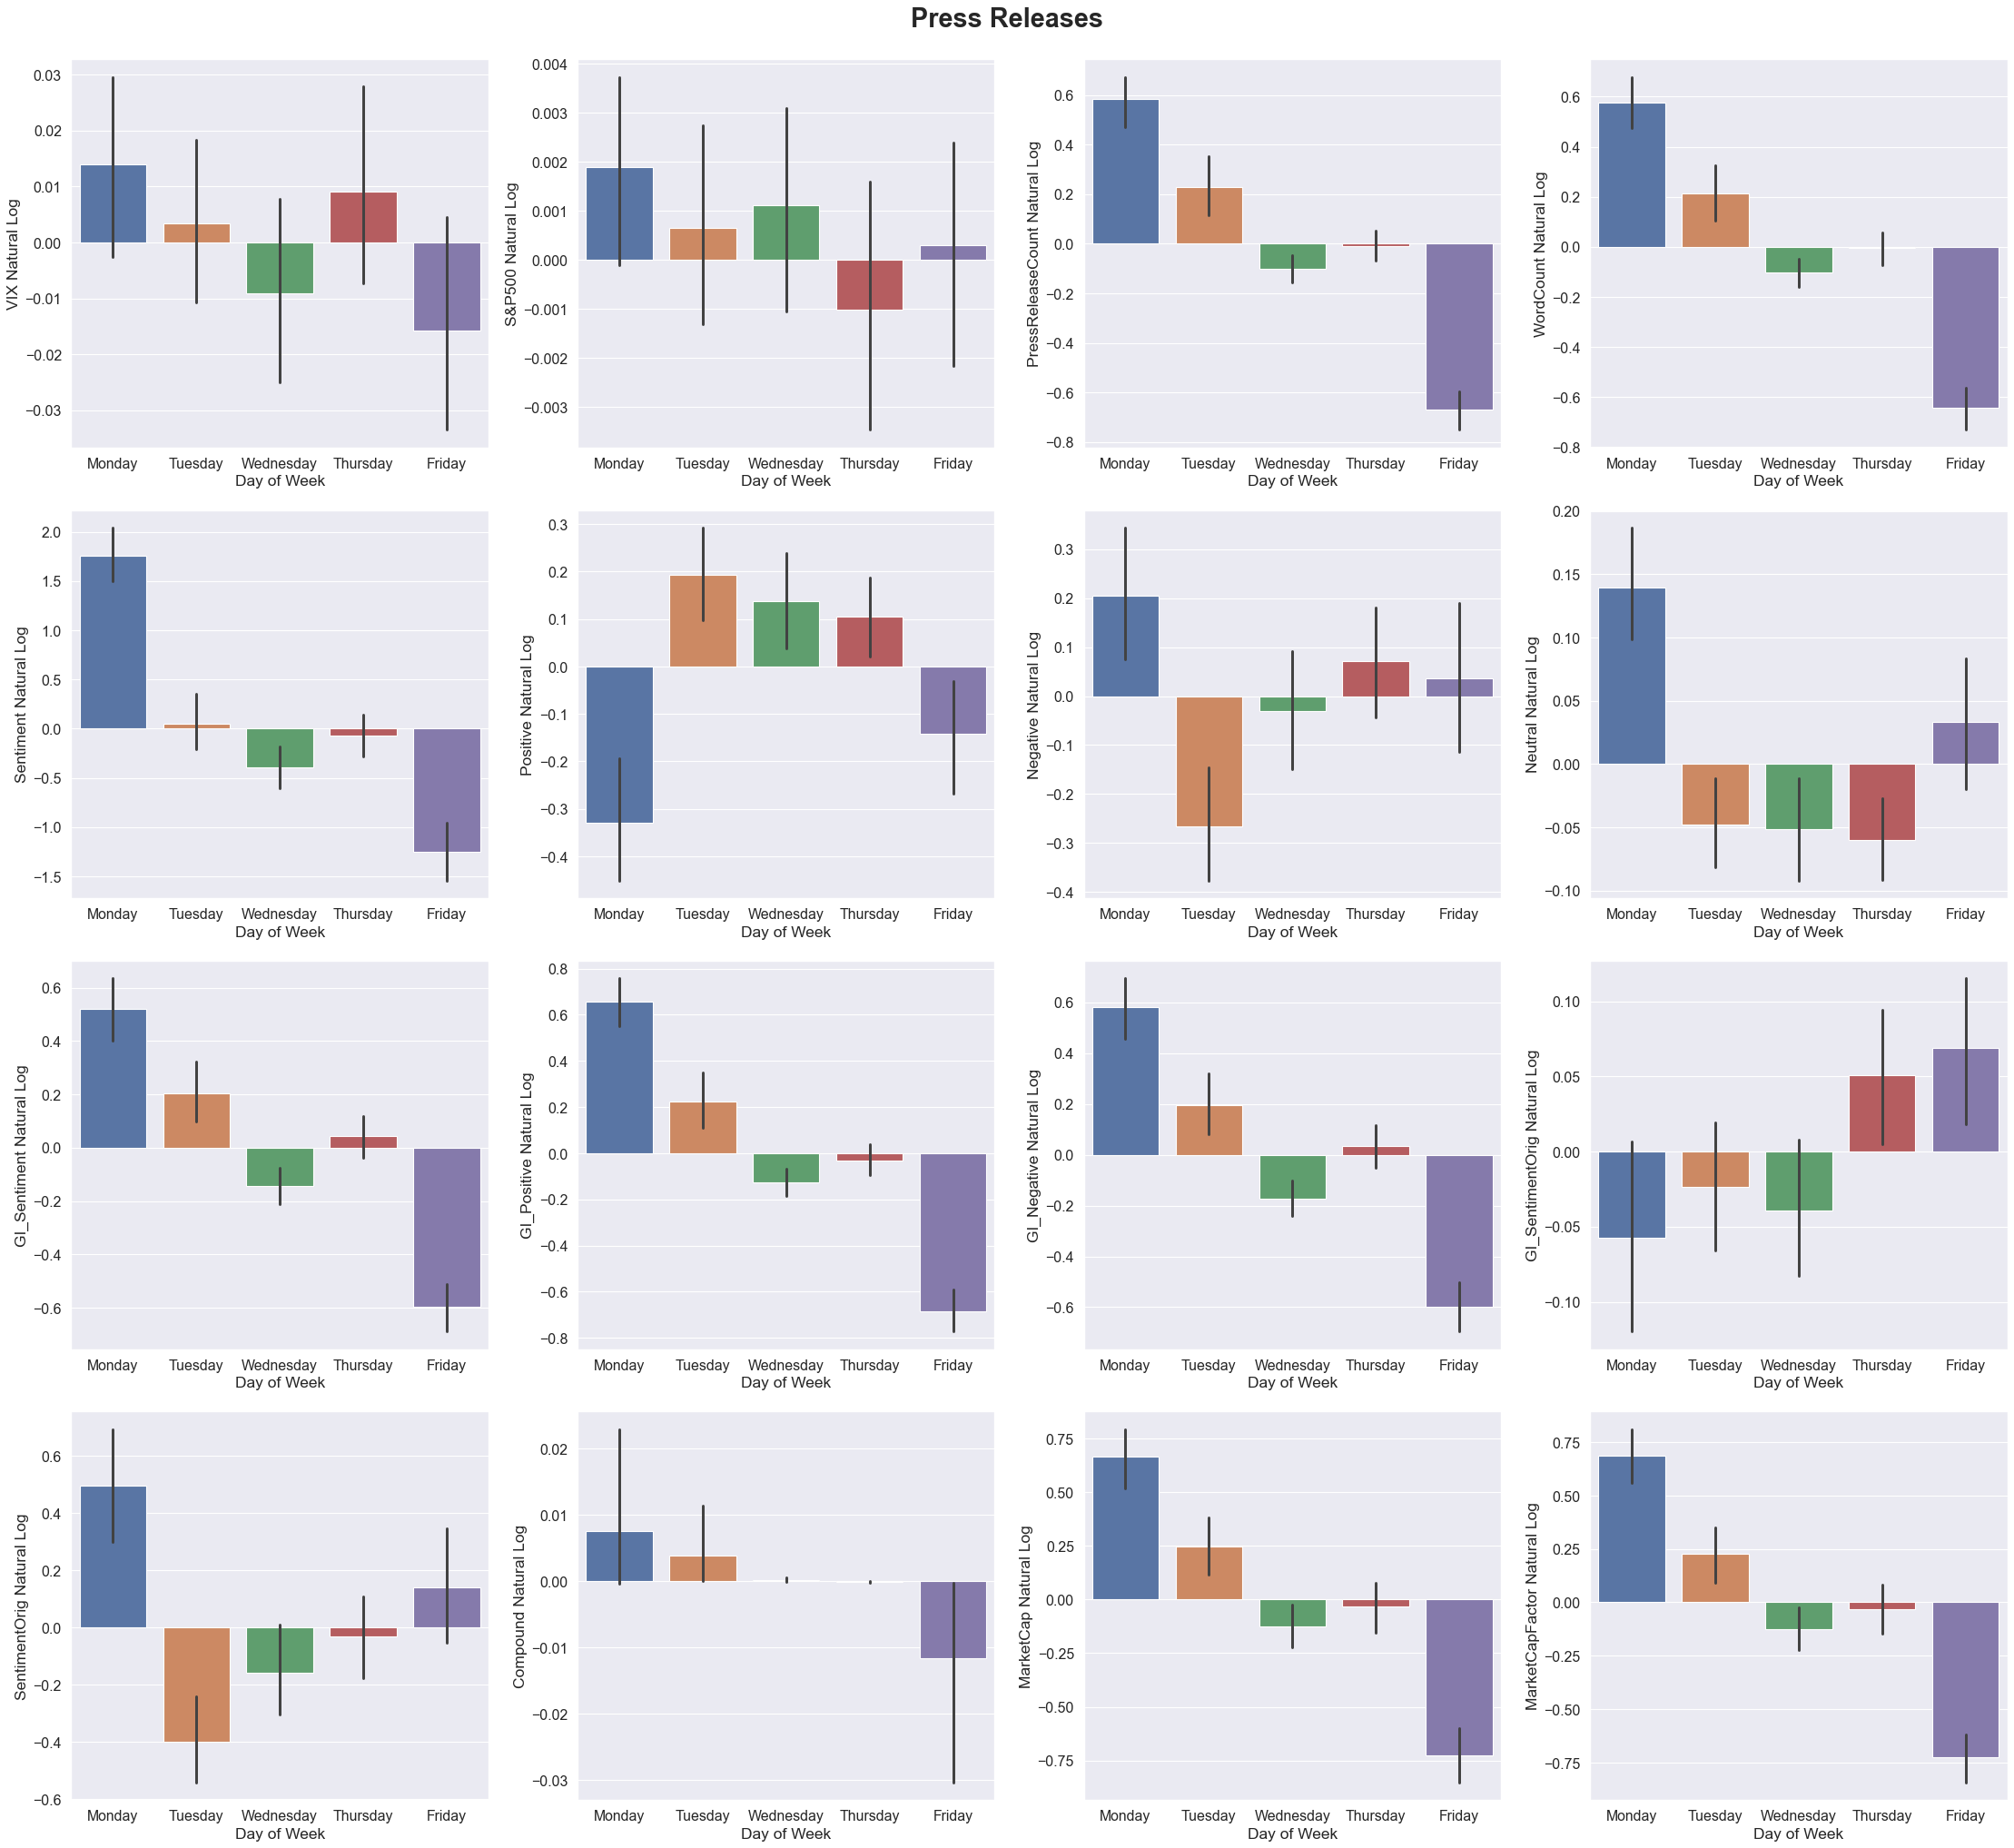 Press Releases
VIX Natural Log
0.03
0.02
0.01
0.00
−0.01
−0.02
−0.03
Monday Tuesday Wednesday Thursday Friday
Day of Week
S&P500 Natural Log
0.004
0.003
0.002
0.001
0.000
−0.001
−0.002
−0.003
Monday Tuesday Wednesday Thursday Friday
Day of Week
PressReleaseCount Natural Log
0.6
0.4
0.2
0.0
−0.2
−0.4
−0.6
−0.8
Monday Tuesday Wednesday Thursday Friday
Day of Week
WordCount Natural Log
0.6
0.4
0.2
0.0
−0.2
−0.4
−0.6
−0.8
Monday Tuesday Wednesday Thursday Friday
Day of Week
Sentiment Natural Log
2.0
1.5
1.0
0.5
0.0
−0.5
−1.0
−1.5
Monday Tuesday Wednesday Thursday Friday
Day of Week
Positive Natural Log
0.3
0.2
0.1
0.0
−0.1
−0.2
−0.3
−0.4
Monday Tuesday Wednesday Thursday Friday
Day of Week
Negative Natural Log
0.3
0.2
0.1
0.0
−0.1
−0.2
−0.3
−0.4
Monday Tuesday Wednesday Thursday Friday
Day of Week
Neutral Natural Log
0.20
0.15
0.10
0.05
0.00
−0.05
−0.10
Monday Tuesday Wednesday Thursday Friday
Day of Week
GI_Sentiment Natural Log
0.6
0.4
0.2
0.0
−0.2
−0.4
−0.6
Monday Tuesday Wednesday Thursday Friday
Day of Week
GI_Positive Natural Log
0.8
0.6
0.4
0.2
0.0
−0.2
−0.4
−0.6
−0.8
Monday Tuesday Wednesday Thursday Friday
Day of Week
GI_Negative Natural Log
0.6
0.4
0.2
0.0
−0.2
−0.4
−0.6
Monday Tuesday Wednesday Thursday Friday
Day of Week
GI_SentimentOrig Natural Log
0.10
0.05
0.00
−0.05
−0.10
Monday Tuesday Wednesday Thursday Friday
Day of Week
SentimentOrig Natural Log
0.6
0.4
0.2
0.0
−0.2
−0.4
−0.6
Monday Tuesday Wednesday Thursday Friday
Day of Week
Compound Natural Log
0.02
0.01
0.00
−0.01
−0.02
−0.03
Monday Tuesday Wednesday Thursday Friday
Day of Week
MarketCap Natural Log
0.75
0.50
0.25
0.00
−0.25
−0.50
−0.75
Monday Tuesday Wednesday Thursday Friday
Day of Week
MarketCapFactor Natural Log
0.75
0.50
0.25
0.00
−0.25
−0.50
−0.75
Monday Tuesday Wednesday Thursday Friday
Day of Week